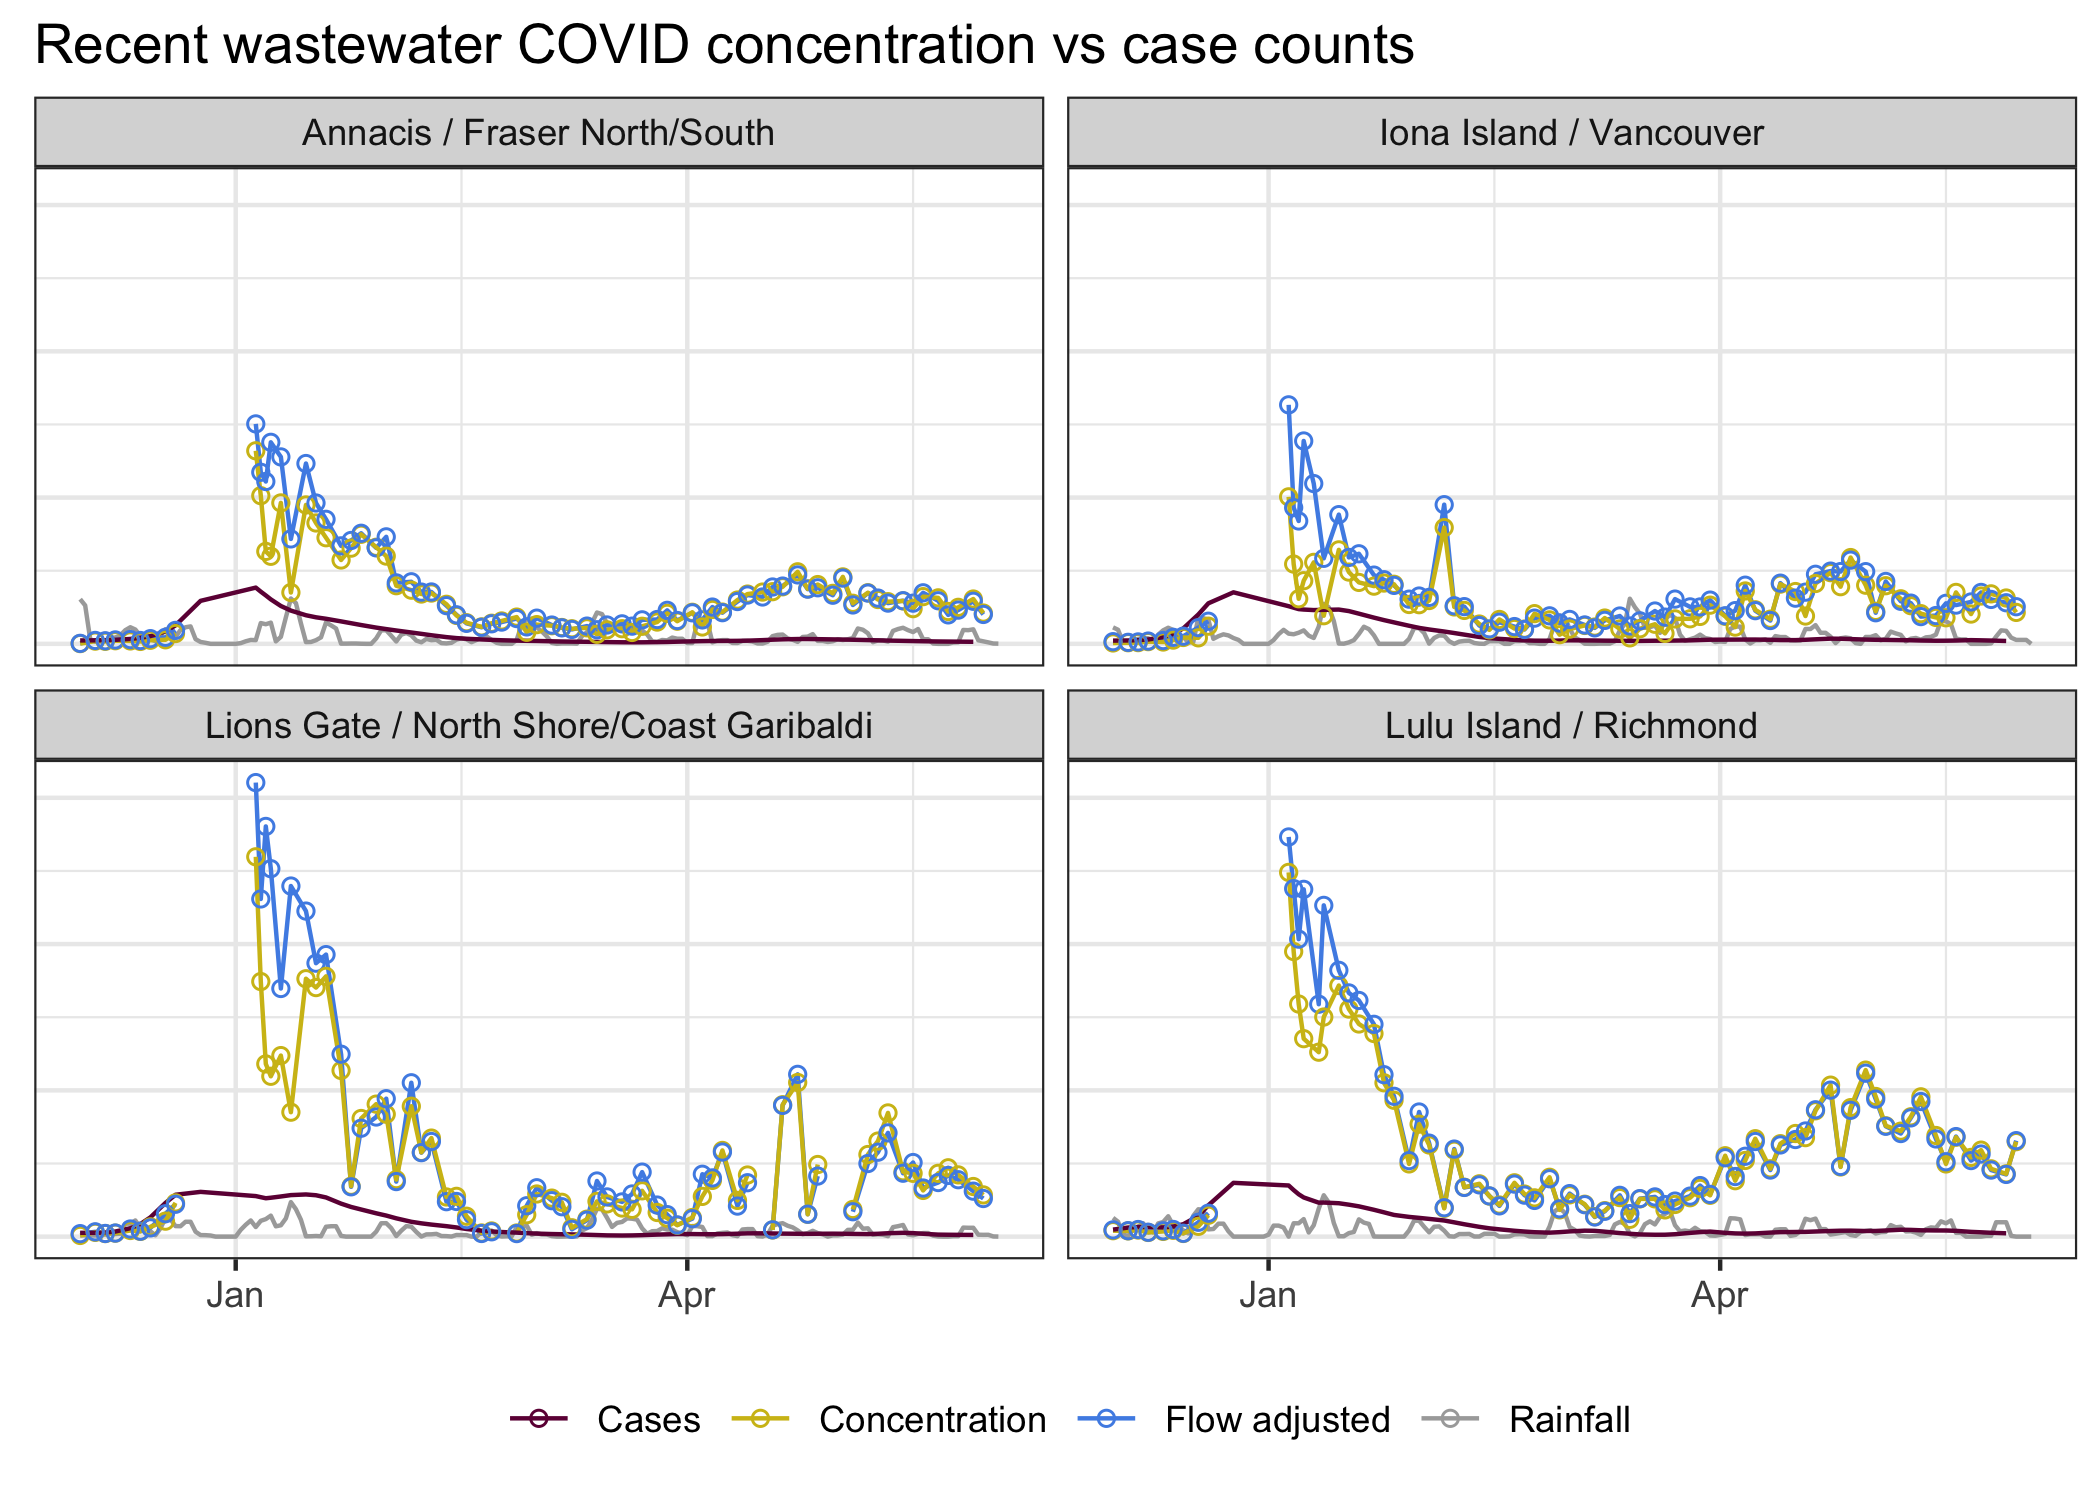 Recent wastewater COVID concentration vs case counts
Annacis / Fraser North/South
Iona Island / Vancouver
Lions Gate / North Shore/Coast Garibaldi
Lulu Island / Richmond
Jan
Apr
Jan
Apr
Cases
Concentration
Flow adjusted
Rainfall